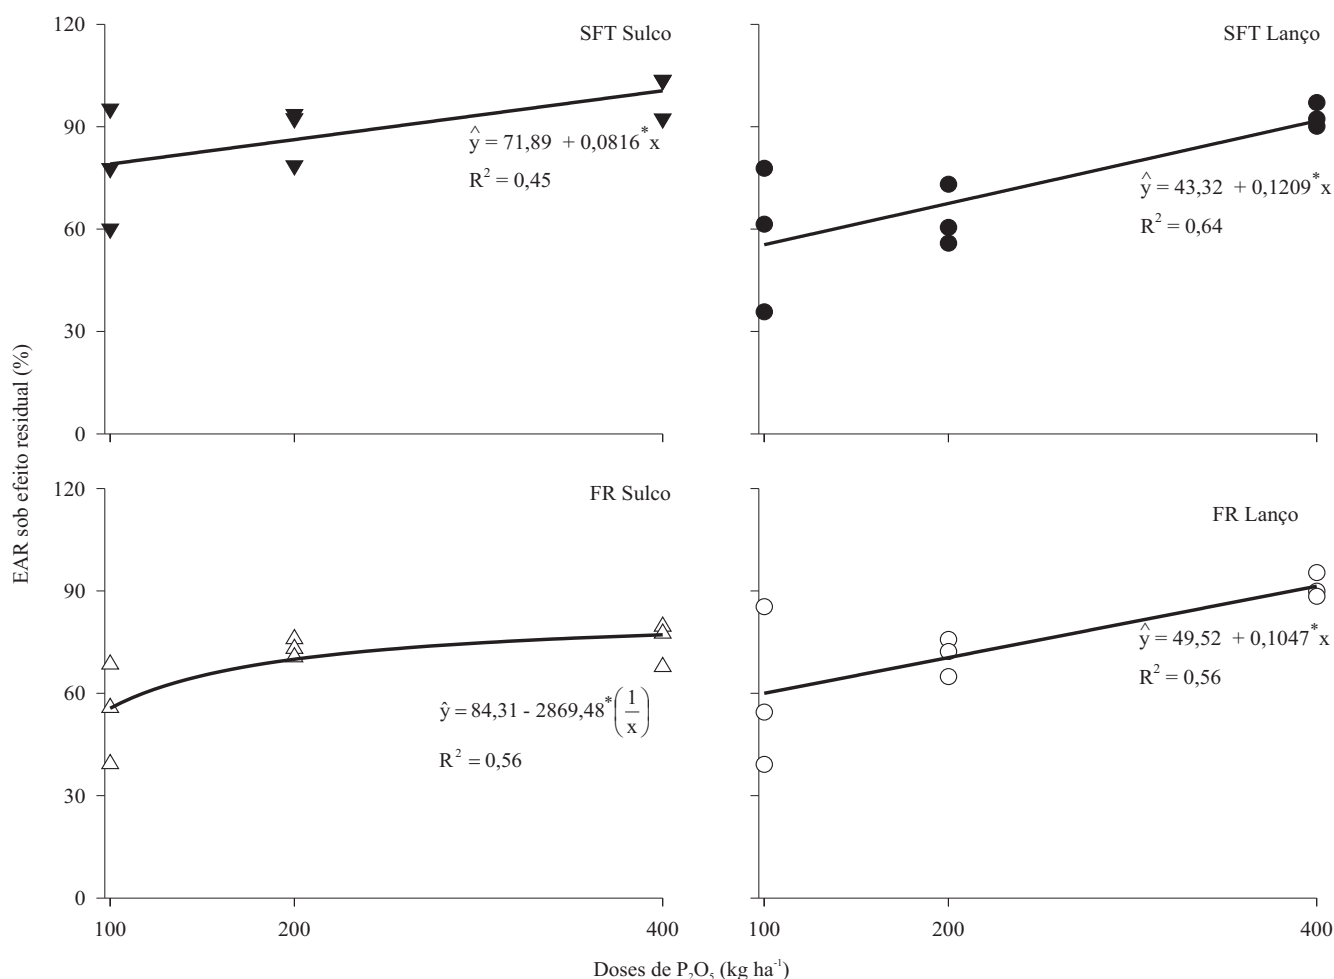 EAR sob efeito residual (%)
120
90
60
30
0
SFT Sulco
ŷ = 71,89 + 0,0816*x
R² = 0,45
SFT Lanço
ŷ = 43,32 + 0,1209*x
R² = 0,64
120
90
60
30
0
FR Sulco
ŷ = 84,31 - 2869,48*(1/x)
R² = 0,56
FR Lanço
ŷ = 49,52 + 0,1047*x
R² = 0,56
100 200 400
100 200 400
Doses de P₂O₅ (kg ha⁻¹)